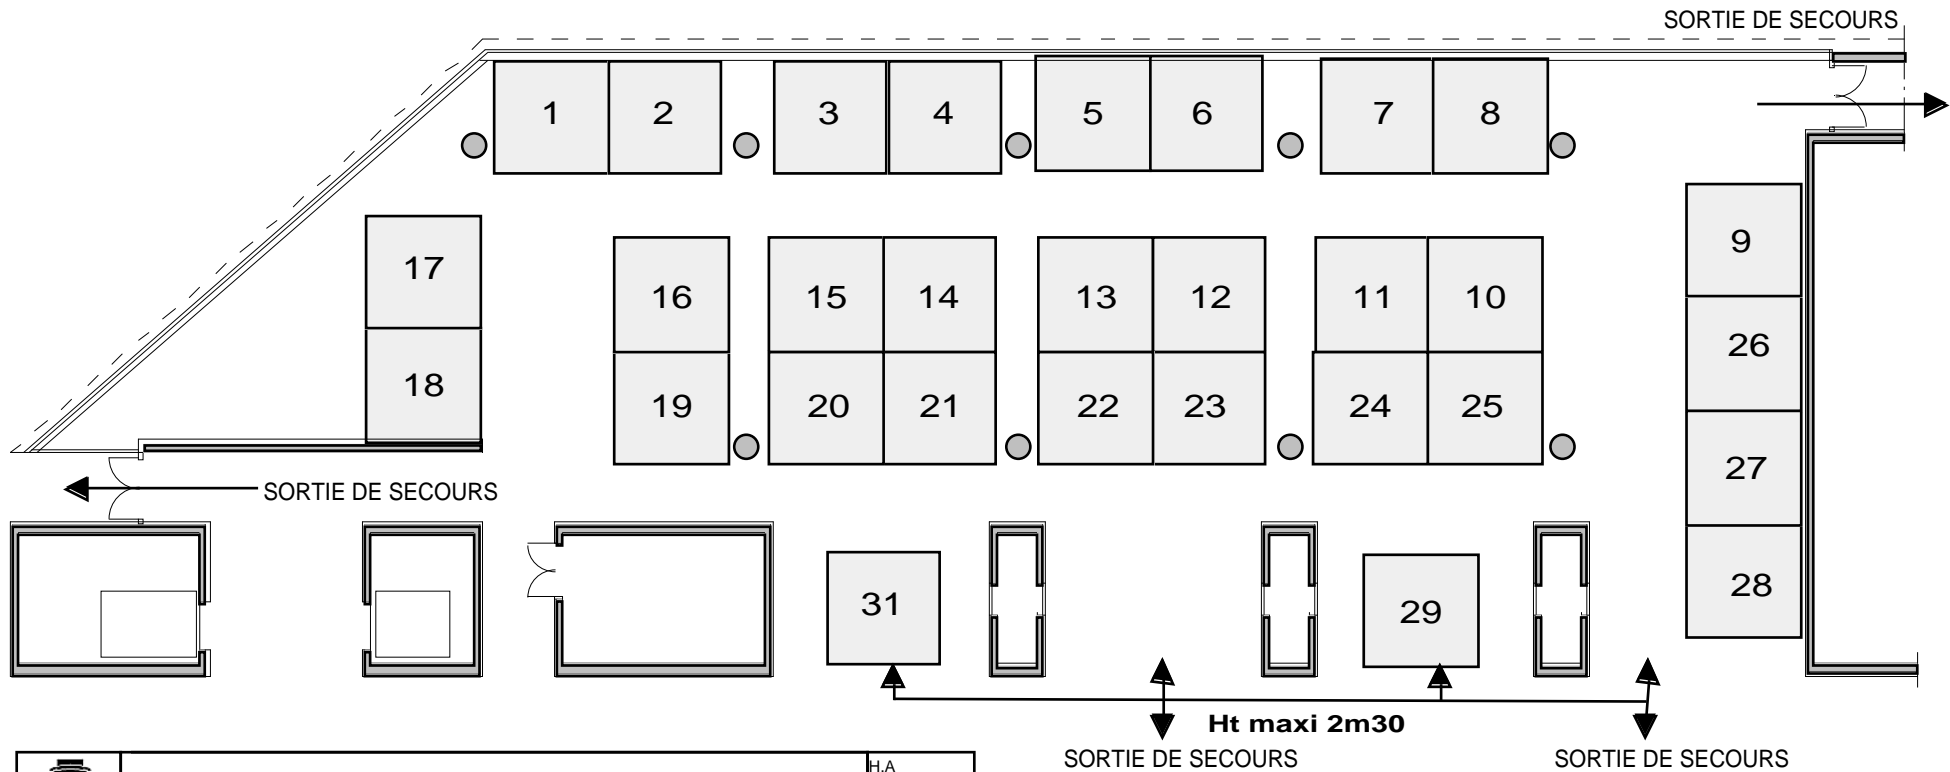 SORTIE DE SECOURS
1 2 3 4 5 6 7 8
9
17
16 15 14 13 12 11 10
26
18
19 20 21 22 23 24 25
27
SORTIE DE SECOURS
28
31 29
Ht maxi 2m30
SORTIE DE SECOURS SORTIE DE SECOURS
H.A